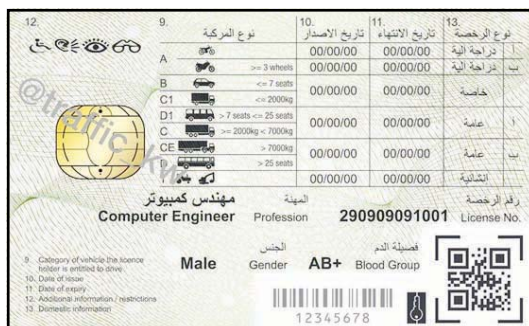 12.
9.
نوع المركبة
10.
تاريخ الاصدار
11.
تاريخ الانتهاء
13.
نوع الرخصة
A
00/00/00
00/00/00
أ
دراجة الية
>= 3 wheels
00/00/00
00/00/00
ب
دراجة الية
B
<= 7 seats
00/00/00
00/00/00
خاصة
C1
<= 2000kg
D1
> 7 seats <= 25 seats
00/00/00
00/00/00
أ
عامة
C
>= 2000kg < 7000kg
CE
> 7000kg
00/00/00
00/00/00
ب
عامة
D
> 25 seats
00/00/00
00/00/00
انشائية
@traffic_kw
مهندس كمبيوتر
المهنة
رقم الرخصة
Computer Engineer
Profession
290909091001
License No.
الجنس
فصيلة الدم
Male
Gender
AB+
Blood Group
9. Category of vehicle the licence
holder is entitled to drive.
10. Date of issue
11. Date of expiry
12. Additional information / restrictions
13. Domestic information
12345678